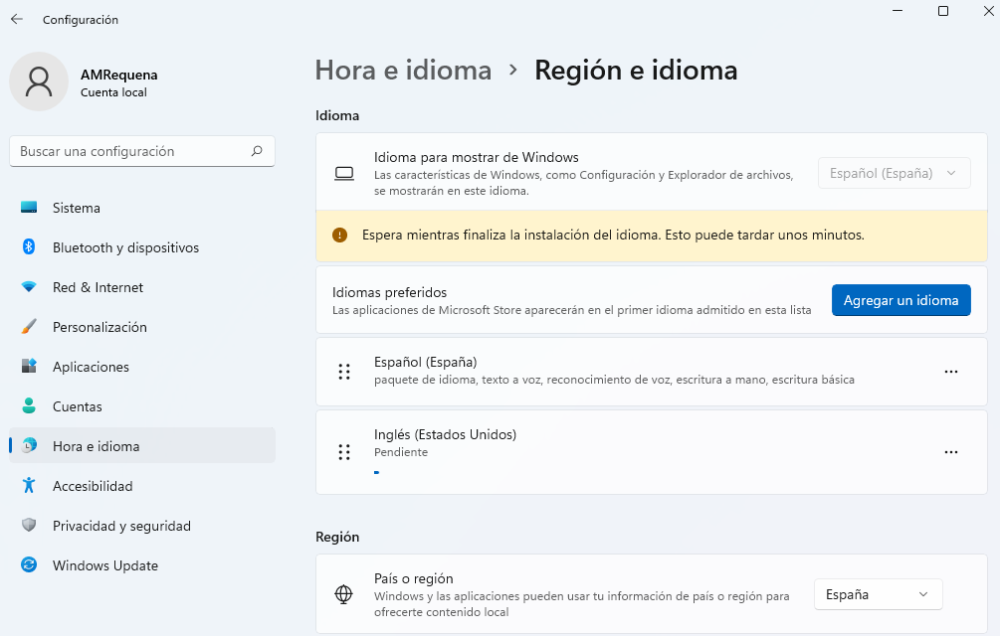 Configuración
AMRequena
Cuenta local
Buscar una configuración
Sistema
Bluetooth y dispositivos
Red & Internet
Personalización
Aplicaciones
Cuentas
Hora e idioma
Accesibilidad
Privacidad y seguridad
Windows Update
Hora e idioma › Región e idioma
Idioma
Idioma para mostrar de Windows
Las características de Windows, como Configuración y Explorador de archivos,
se mostrarán en este idioma.
Español (España)
Espera mientras finaliza la instalación del idioma. Esto puede tardar unos minutos.
Idiomas preferidos
Las aplicaciones de Microsoft Store aparecerán en el primer idioma admitido en esta lista
Agregar un idioma
Español (España)
paquete de idioma, texto a voz, reconocimiento de voz, escritura a mano, escritura básica
Inglés (Estados Unidos)
Pendiente
Región
País o región
Windows y las aplicaciones pueden usar tu información de país o región para
ofrecerte contenido local
España